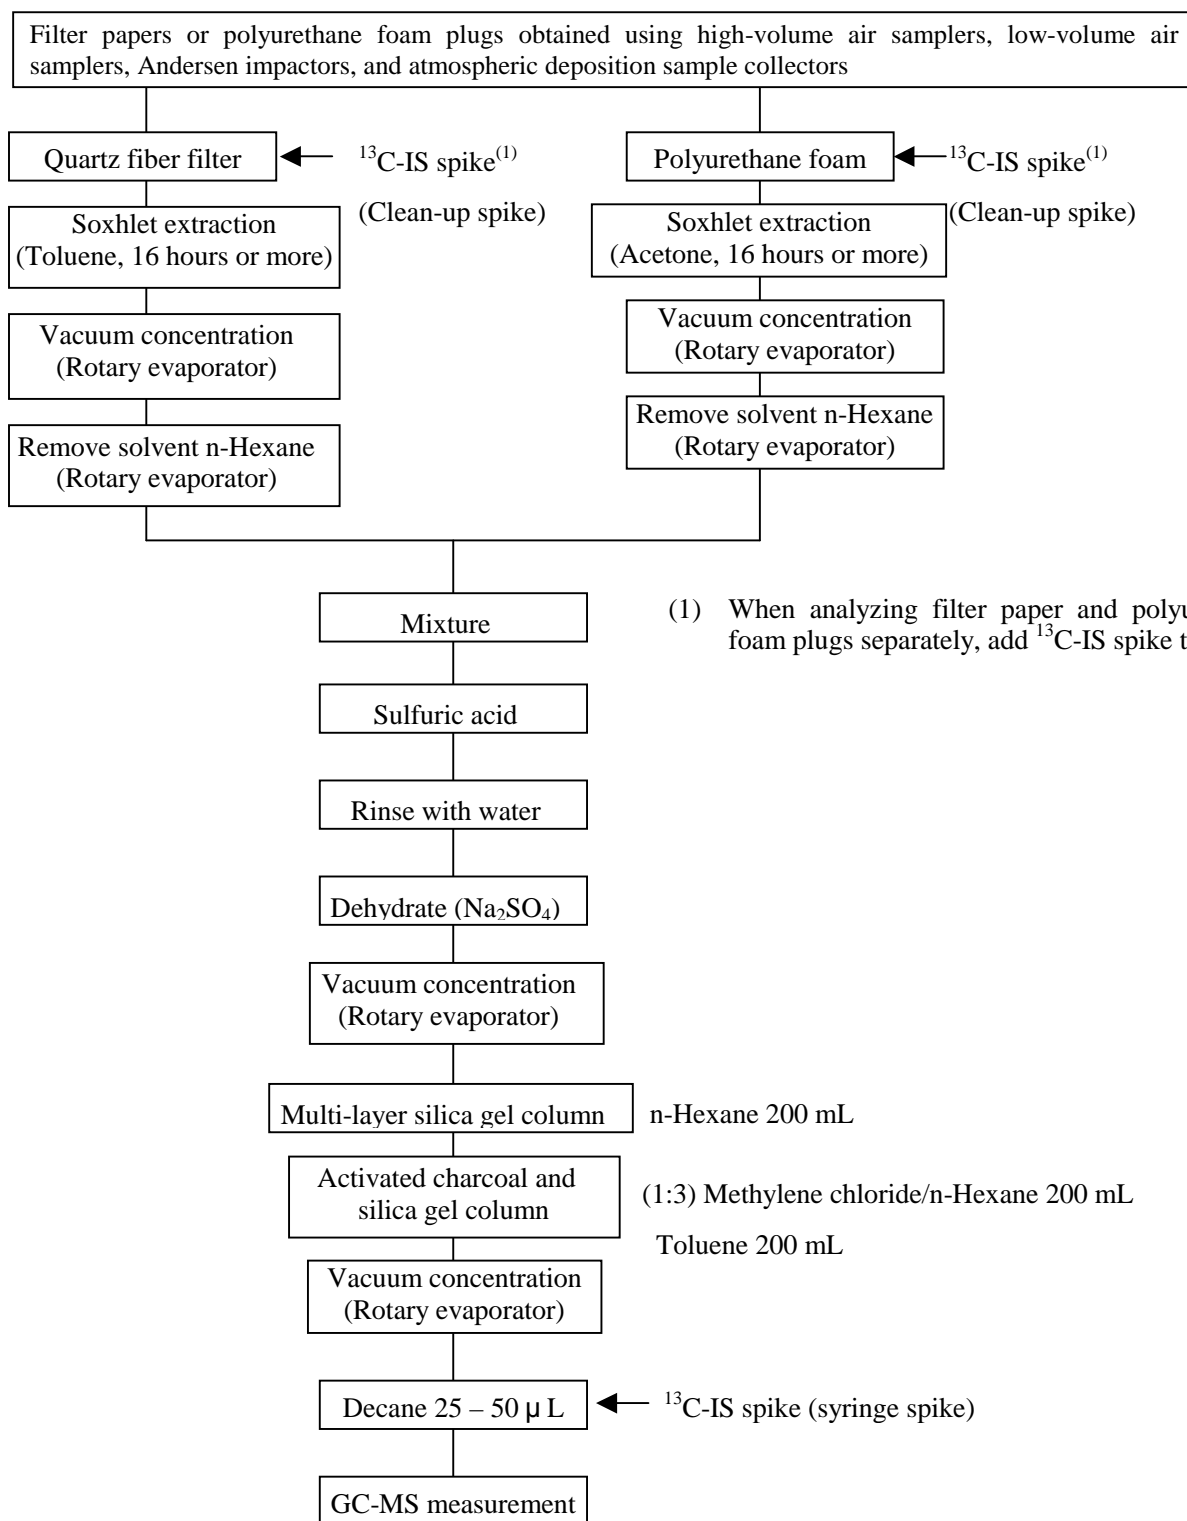 Filter papers or polyurethane foam plugs obtained using high-volume air samplers, low-volume air
samplers, Andersen impactors, and atmospheric deposition sample collectors
Quartz fiber filter
¹³C-IS spike⁽¹⁾
(Clean-up spike)
Soxhlet extraction
(Toluene, 16 hours or more)
Vacuum concentration
(Rotary evaporator)
Remove solvent n-Hexane
(Rotary evaporator)
Polyurethane foam
¹³C-IS spike⁽¹⁾
(Clean-up spike)
Soxhlet extraction
(Acetone, 16 hours or more)
Vacuum concentration
(Rotary evaporator)
Remove solvent n-Hexane
(Rotary evaporator)
Mixture
(1) When analyzing filter paper and
foam plugs separately, add ¹³C-IS spike
Sulfuric acid
Rinse with water
Dehydrate (Na₂SO₄)
Vacuum concentration
(Rotary evaporator)
Multi-layer silica gel column
n-Hexane 200 mL
Activated charcoal and
silica gel column
(1:3) Methylene chloride/n-Hexane 200 mL
Toluene 200 mL
Vacuum concentration
(Rotary evaporator)
Decane 25 – 50 μ L
¹³C-IS spike (syringe spike)
GC-MS measurement